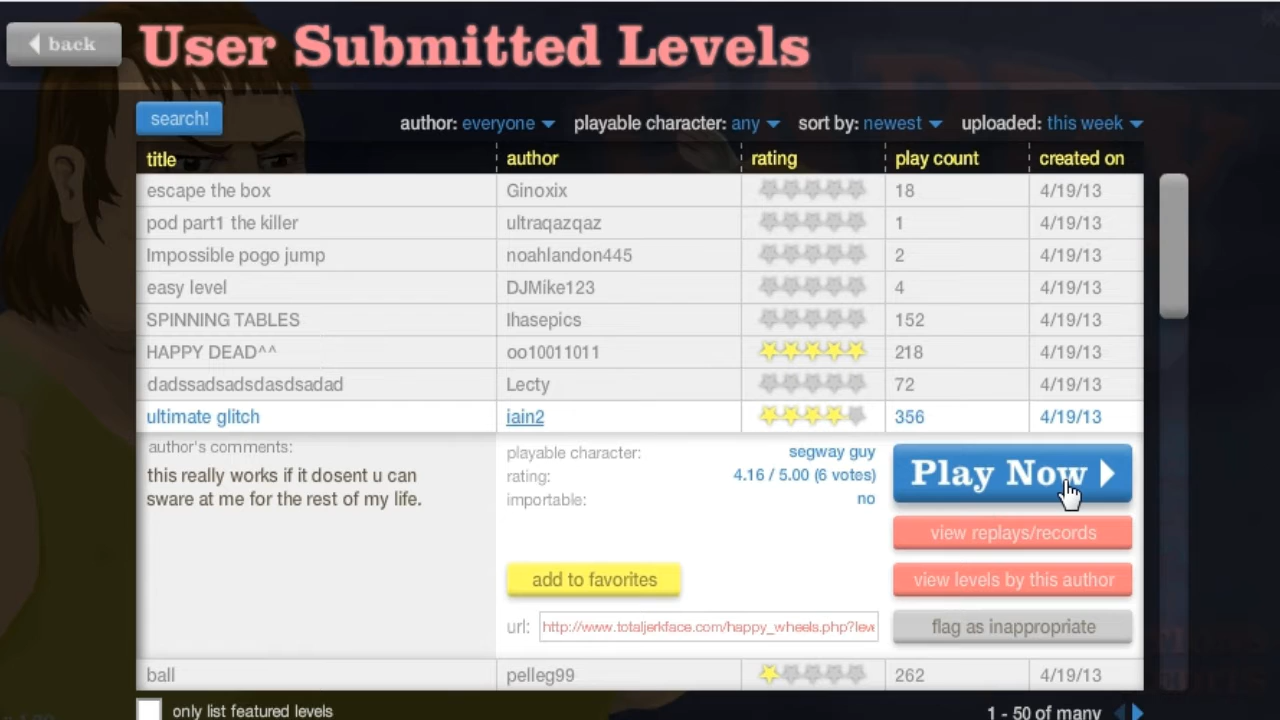 back
User Submitted Levels
search!
author: everyone playable character: any sort by: newest uploaded: this week
title author rating play count created on
escape the box Ginoxix 18 4/19/13
pod part1 the killer ultraqazqaz 1 4/19/13
Impossible pogo jump noahlandon445 2 4/19/13
easy level DJMike123 4 4/19/13
SPINNING TABLES Ihasepics 152 4/19/13
HAPPY DEAD^^ oo10011011 218 4/19/13
dadssadsadsdasdsadad Lecty 72 4/19/13
ultimate glitch iain2 356 4/19/13
author's comments:
this really works if it dosent u can
sware at me for the rest of my life.
playable character: segway guy
rating: 4.16 / 5.00 (6 votes)
importable: no
add to favorites
url: http://www.totaljerkface.com/happy_wheels.php?leve
Play Now
view replays/records
view levels by this author
flag as inappropriate
ball pelleg99 262 4/19/13
only list featured levels
1 - 50 of many